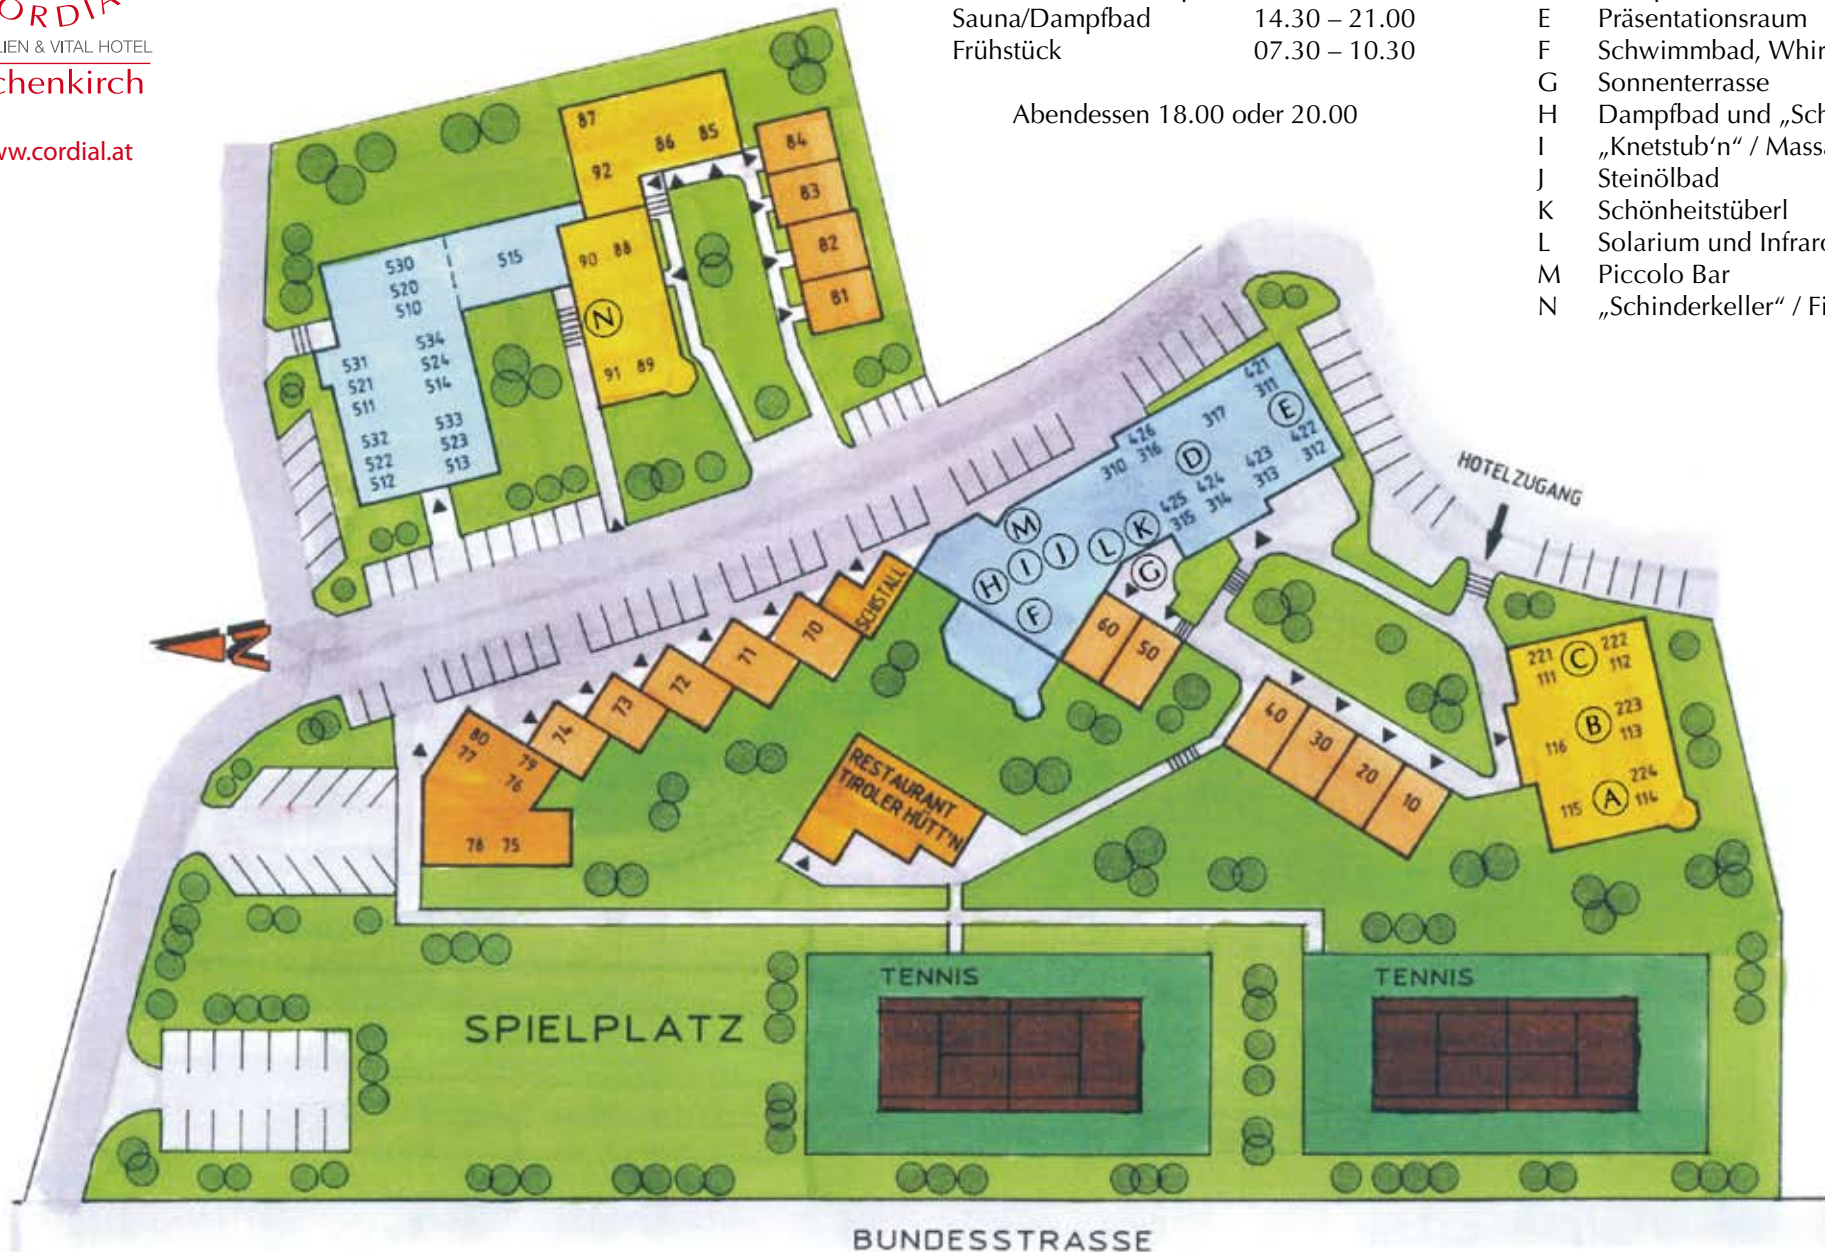 LIEN & VITAL HOTEL
chenkirch
www.cordial.at
Sauna/Dampfbad 14.30 – 21.00
Frühstück 07.30 – 10.30
Abendessen 18.00 oder 20.00
E Präsentationsraum
F Schwimmbad, Whir
G Sonnenterrasse
H Dampfbad und „Sch
I „Knetstub‘n“ / Massa
J Steinölbad
K Schönheitstüberl
L Solarium und Infraro
M Piccolo Bar
N „Schinderkeller“ / Fi
87
86 85
92
84
83
82
81
90 88
N
91 89
515
530
520
510
534
524
514
531
521
511
533
523
513
532
522
512
421
311
E
317
422
312
426
316
310
D
423
313
424
314
425
315
M
H I J L K
G
F
HOTELZUGANG
SCHISTALL
70
71
72
73
74
80
77
79
76
78 75
60
50
40
30
20
10
221
111
C
222
112
B
223
113
116
224
114
115
A
N
RESTAURANT
TIROLER HÜTT'N
TENNIS
TENNIS
SPIELPLATZ
BUNDESSTRASSE